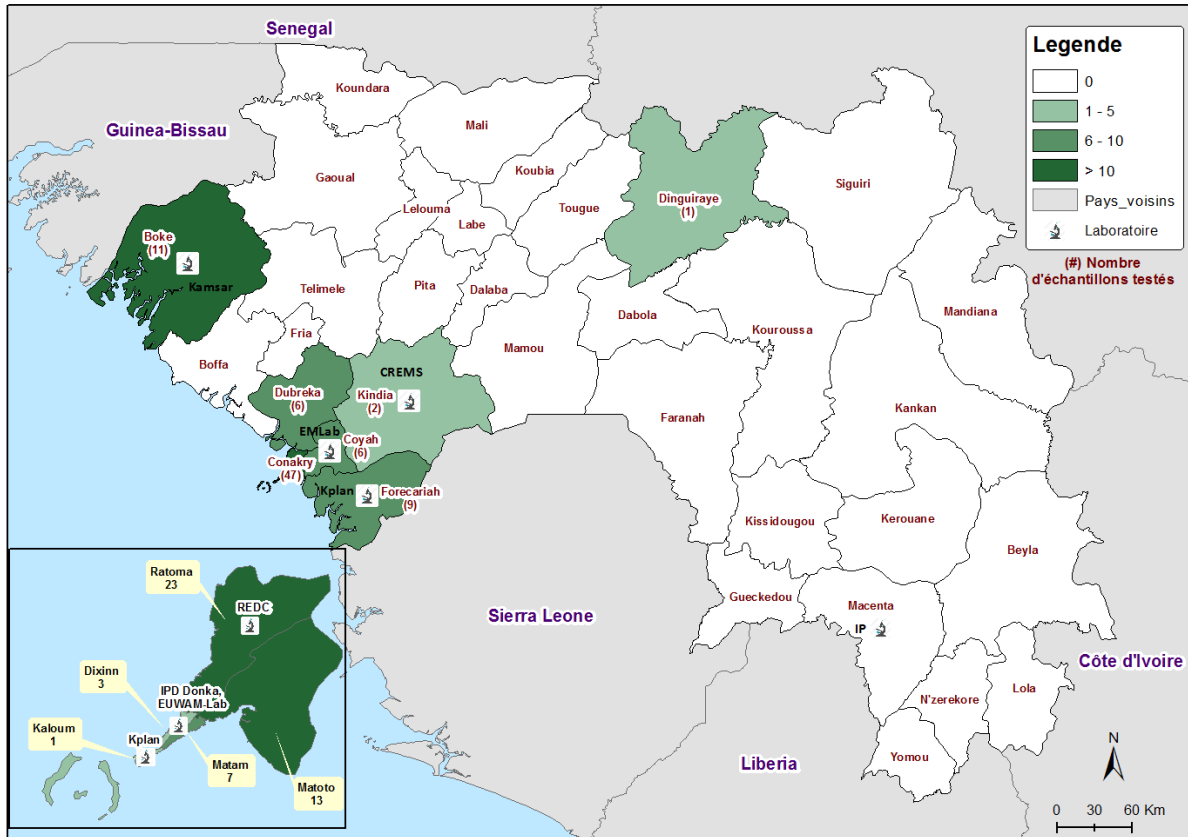 Senegal
Guinea-Bissau
Koundara
Mali
Gaoual
Koubia
Lelouma
Labe
Tougue
Dinguiraye
(1)
Siguiri
Boke
(11)
Kamsar
Telimele
Pita
Dalaba
Fria
Boffa
Mamou
Dabola
Kouroussa
Mandiana
CREMS
Kindia
(2)
Dubreka
(6)
EMLab
Coyah
(6)
Conakry
(47)
Kplan
Forecariah
(9)
Faranah
Kankan
Kissidougou
Kerouane
Beyla
Gueckedou
Macenta
IP
Sierra Leone
Côte d'Ivoire
N'zerekore
Lola
Yomou
Liberia
Legende
0
1 - 5
6 - 10
> 10
Pays_voisins
Laboratoire
(#) Nombre
d'échantillons testés
Ratoma
23
REDC
Dixinn
3
IPD Donka,
EUWAM-Lab
Kaloum
1
Kplan
Matam
7
Matoto
13
N
0 30 60 Km